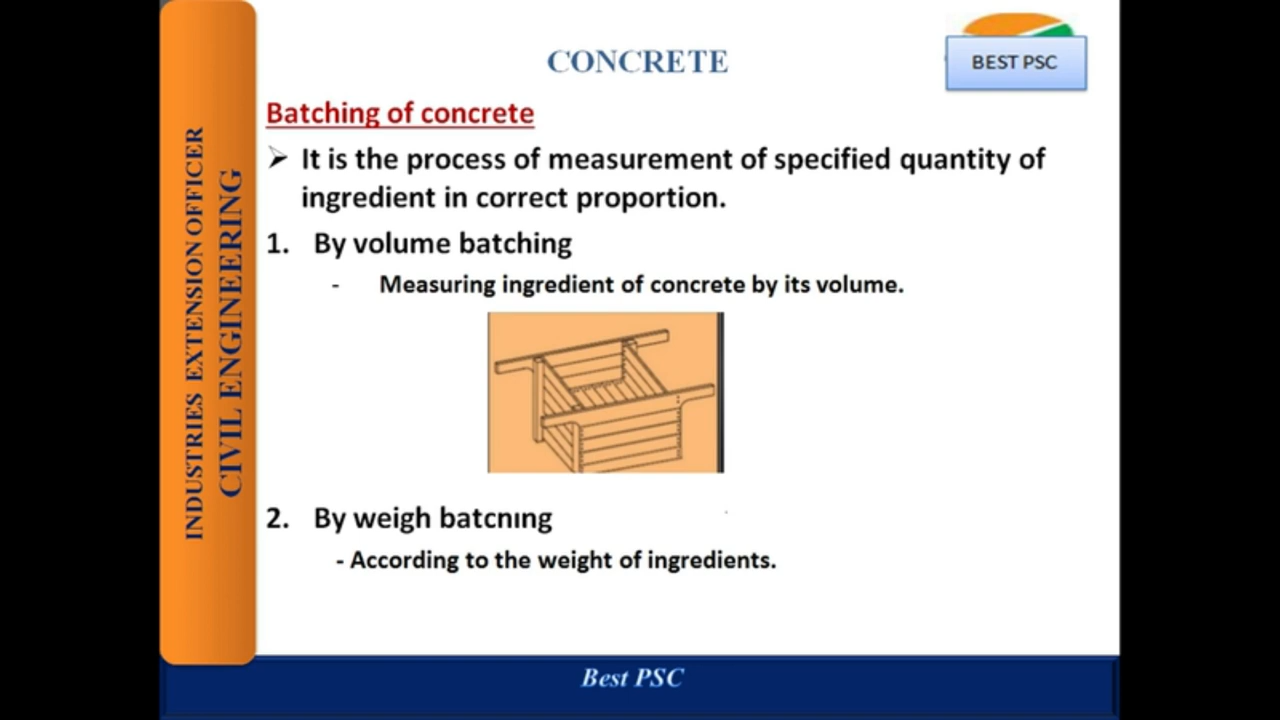 CONCRETE
BEST PSC
Batching of concrete
It is the process of measurement of specified quantity of
ingredient in correct proportion.
1. By volume batching
- Measuring ingredient of concrete by its volume.
2. By weigh batching
- According to the weight of ingredients.
INDUSTRIES EXTENSION OFFICER
CIVIL ENGINEERING
Best PSC